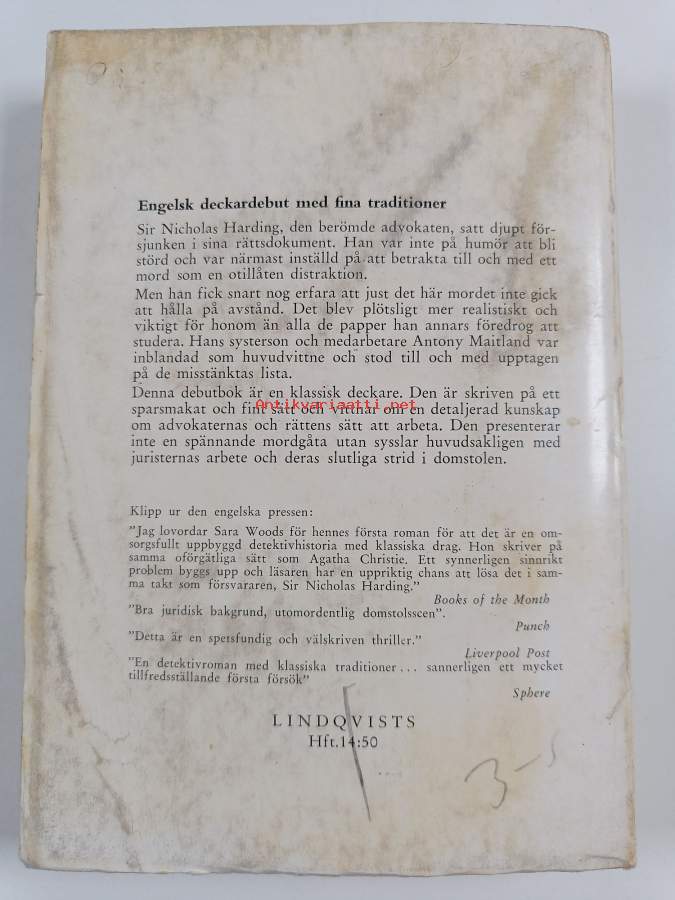 Engelsk deckardebut med fina traditioner
Sir Nicholas Harding, den berömde advokaten, satt djupt för-
sjunken i sina rättsdokument. Han var inte på humör att bli
störd och var närmast inställd på att betrakta till och med ett
mord som en otillåten distraktion.
Men han fick snart nog erfara att just det här mordet inte gick
att hålla på avstånd. Det blev plötsligt mer realistiskt och
viktigt för honom än alla de papper han annars föredrog att
studera. Hans systerson och medarbetare Antony Maitland var
inblandad som huvudvittne och stod till och med upptagen
på de misstänktas lista.
Denna debutbok är en klassisk deckare. Den är skriven på ett
sparsmakat och fint sätt och vittnar om en detaljerad kunskap
Antikvariaatti.net
om advokaternas och rättens sätt att arbeta. Den presenterar
inte en spännande mordgåta utan sysslar huvudsakligen med
juristernas arbete och deras slutliga strid i domstolen.
Klipp ur den engelska pressen:
"Jag lovordar Sara Woods för hennes första roman för att det är en om-
sorgsfullt uppbyggd detektivhistoria med klassiska drag. Hon skriver på
samma oförgätliga sätt som Agatha Christie. Ett synnerligen sinnrikt
problem byggs upp och läsaren har en uppriktig chans att lösa det i sam-
ma takt som försvararen, Sir Nicholas Harding."
Books of the Month
"Bra juridisk bakgrund, utomordentlig domstolsscen".
Punch
"Detta är en spetsfundig och välskriven thriller."
Liverpool Post
"En detektivroman med klassiska traditioner... sannerligen ett mycket
tillfredsställande första försök"
Sphere
LINDQVISTS
Hft. 14:50